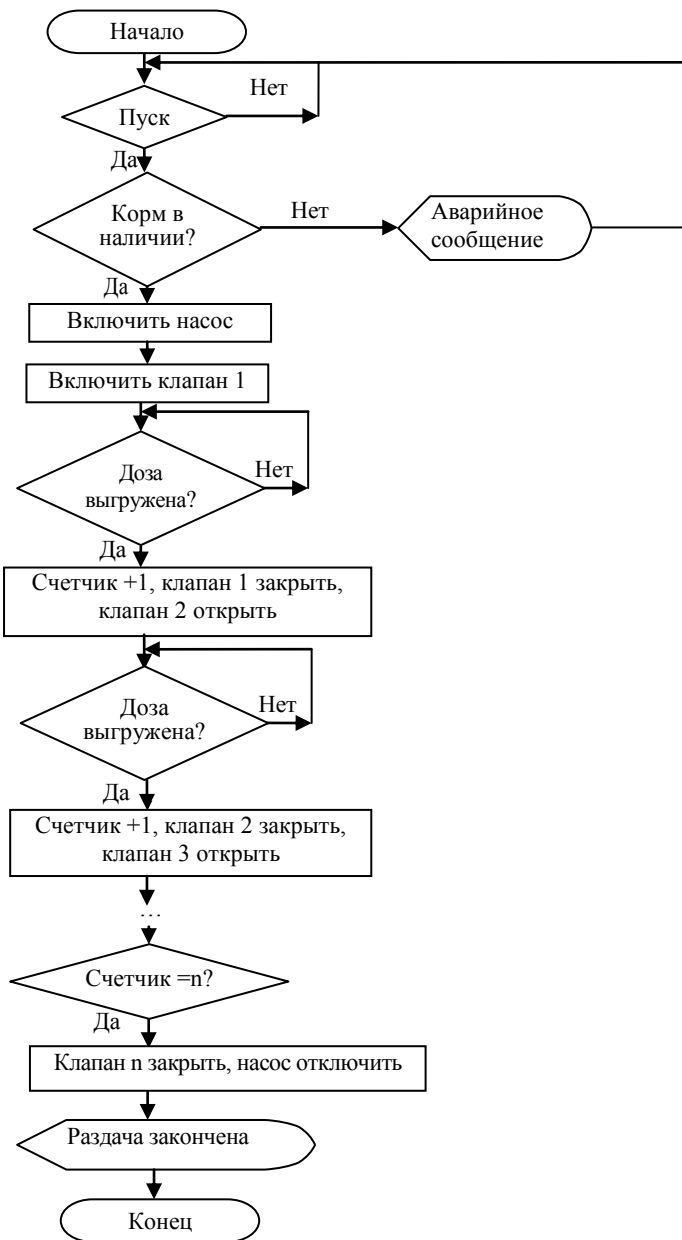 Начало
Нет
Пуск
Да
Корм в
наличии?
Нет
Аварийное
сообщение
Да
Включить насос
Включить клапан 1
Доза
выгружена?
Нет
Да
Счетчик +1, клапан 1 закрыть,
клапан 2 открыть
Доза
выгружена?
Нет
Да
Счетчик +1, клапан 2 закрыть,
клапан 3 открыть
...
Счетчик =n?
Да
Клапан n закрыть, насос отключить
Раздача закончена
Конец